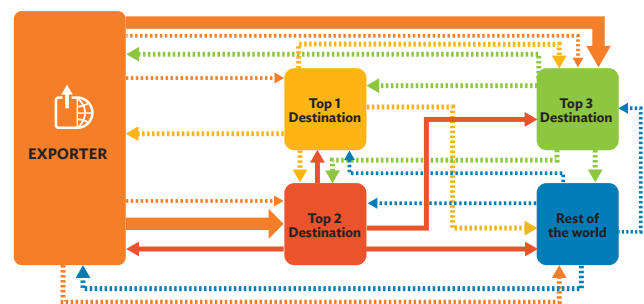 EXPORTER
Top 1
Destination
Top 2
Destination
Top 3
Destination
Rest of
the world